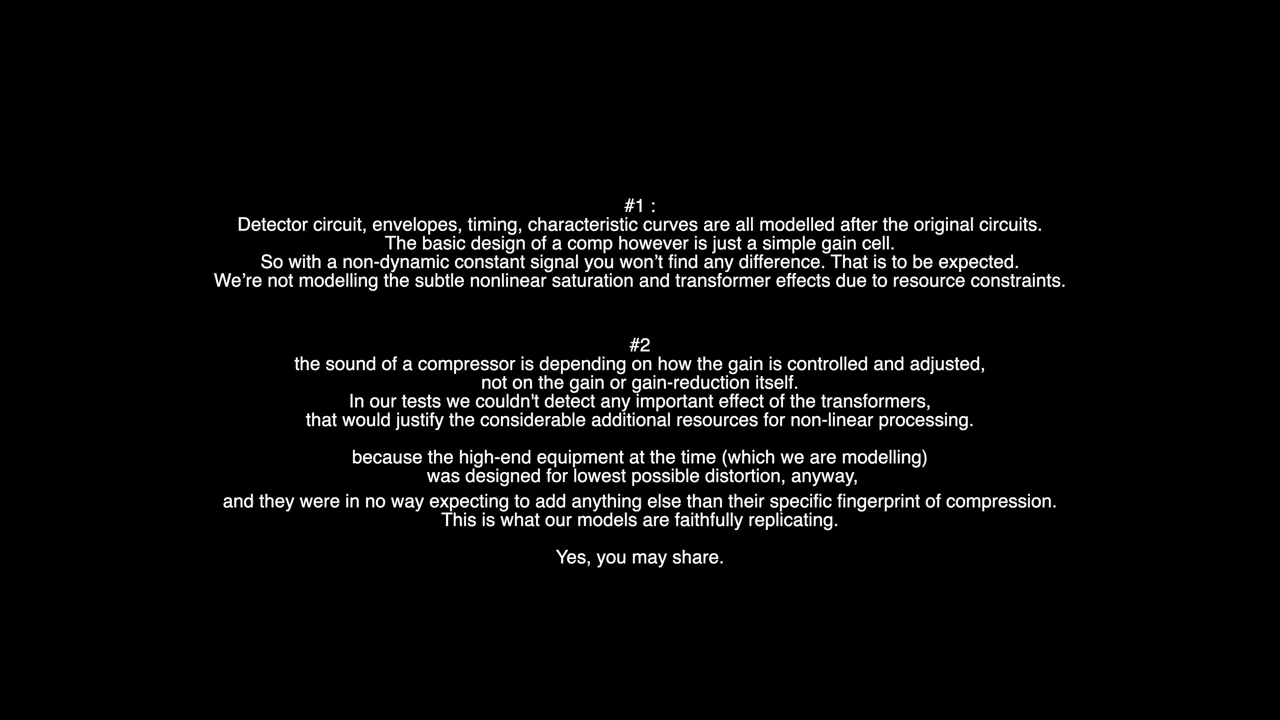 #1 :
Detector circuit, envelopes, timing, characteristic curves are all modelled after the original circuits.
The basic design of a comp however is just a simple gain cell.
So with a non-dynamic constant signal you won’t find any difference. That is to be expected.
We’re not modelling the subtle nonlinear saturation and transformer effects due to resource constraints.
#2
the sound of a compressor is depending on how the gain is controlled and adjusted,
not on the gain or gain-reduction itself.
In our tests we couldn't detect any important effect of the transformers,
that would justify the considerable additional resources for non-linear processing.
because the high-end equipment at the time (which we are modelling)
was designed for lowest possible distortion, anyway,
and they were in no way expecting to add anything else than their specific fingerprint of compression.
This is what our models are faithfully replicating.
Yes, you may share.